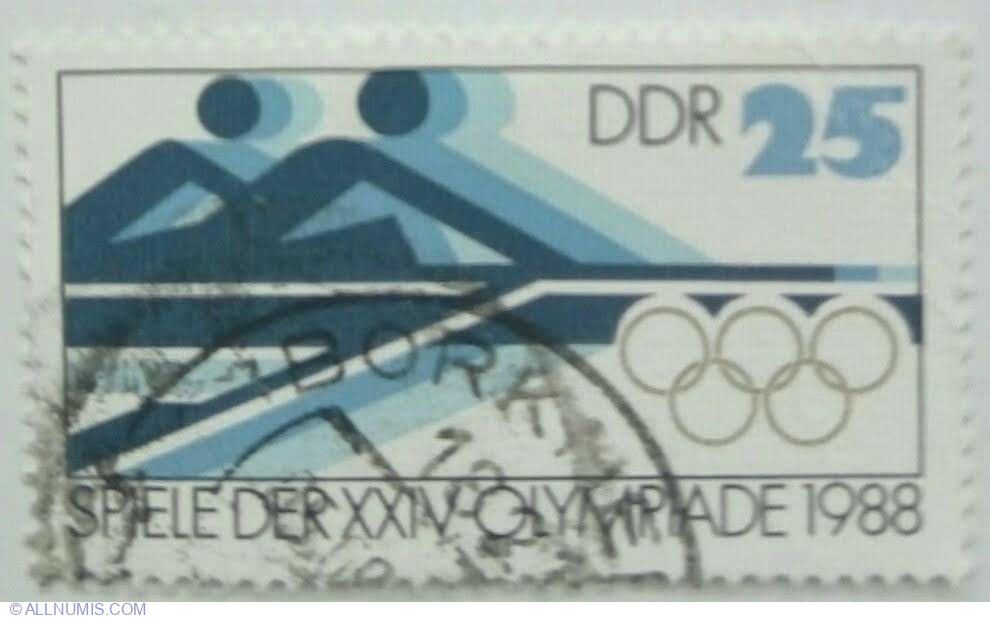 DDR 25
BORA
SPIELE DER XXIV. OLYMPIADE 1988
© ALLNUMIS.COM